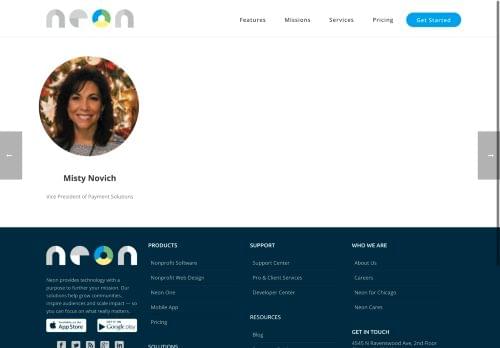 neon
Features Missions Services Pricing Get Started
←
→
Misty Novich
Vice President of Payment Solutions
neon
Neon provides technology with a
purpose to further your mission. Our
solutions help grow communities,
inspire audiences and scale impact — so
you can focus on what really matters.
App Store
Google play
PRODUCTS
Nonprofit Software
Nonprofit Web Design
Neon One
Mobile App
Pricing
SOLUTIONS
SUPPORT
Support Center
Pro & Client Services
Developer Center
RESOURCES
Blog
WHO WE ARE
About Us
Careers
Neon for Chicago
Neon Cares
GET IN TOUCH
4545 N Ravenswood Ave, 2nd Floor